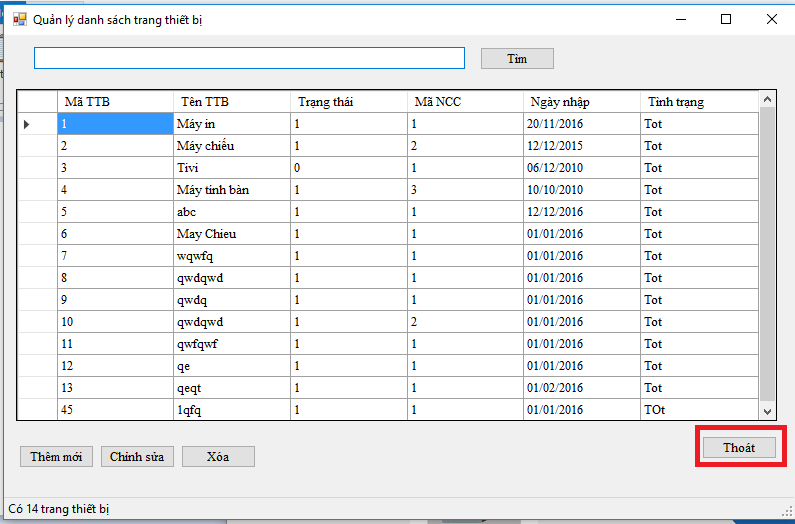 Quản lý danh sách trang thiết bị
Tìm
Mã TTB Tên TTB Trạng thái Mã NCC Ngày nhập Tình trạng
1 Máy in 1 1 20/11/2016 Tot
2 Máy chiếu 1 2 12/12/2015 Tot
3 Tivi 0 1 06/12/2010 Tot
4 Máy tính bàn 1 3 10/10/2010 Tot
5 abc 1 1 12/12/2016 Tot
6 May Chieu 1 1 01/01/2016 Tot
7 wqwfq 1 1 01/01/2016 Tot
8 qwdqwd 1 1 01/01/2016 Tot
9 qwdq 1 1 01/01/2016 Tot
10 qwdqwd 1 2 01/01/2016 Tot
11 qwfqwf 1 1 01/01/2016 Tot
12 qe 1 1 01/01/2016 Tot
13 qeqt 1 1 01/02/2016 Tot
45 1qfq 1 1 01/01/2016 TOt
Thêm mới Chỉnh sửa Xóa Thoát
Có 14 trang thiết bị